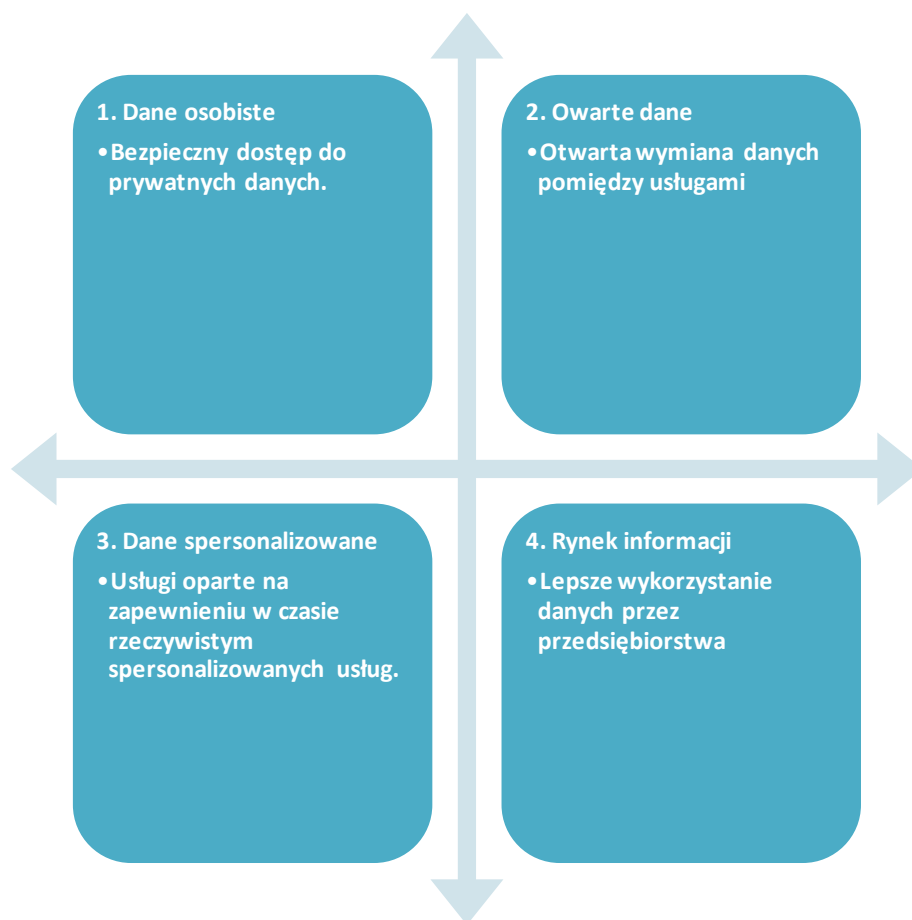 1. Dane osobiste
•Bezpieczny dostęp do
prywatnych danych.
2. Owarte dane
•Otwarta wymiana danych
pomiędzy usługami
3. Dane spersonalizowane
•Usługi oparte na
zapewnieniu w czasie
rzeczywistym
spersonalizowanych usług.
4. Rynek informacji
•Lepsze wykorzystanie
danych przez
przedsiębiorstwa